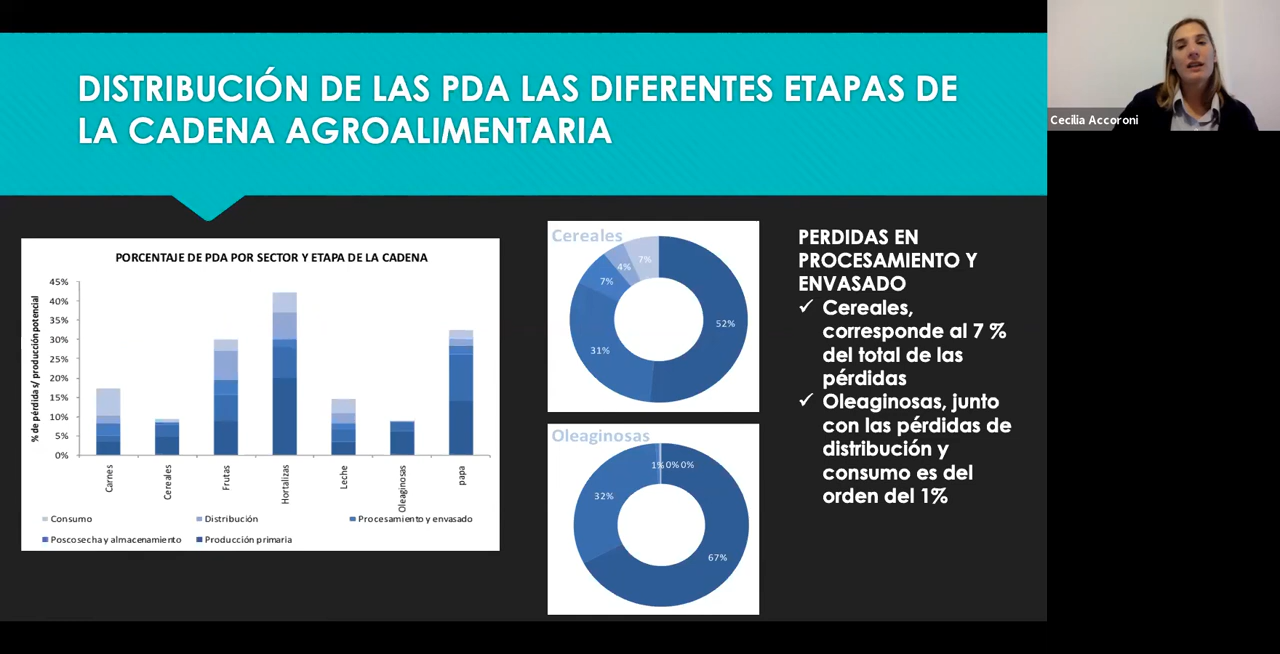 DISTRIBUCIÓN DE LAS PDA LAS DIFERENTES ETAPAS DE
LA CADENA AGROALIMENTARIA
Cecilia Accoroni
PORCENTAJE DE PDA POR SECTOR Y ETAPA DE LA CADENA
% de pérdidas/ producción potencial
45%
40%
35%
30%
25%
20%
15%
10%
5%
0%
Carnes
Cereales
Frutas
Hortalizas
Leche
Oleaginosas
papa
Consumo
Distribución
Procesamiento y envasado
Poscosecha y almacenamiento
Producción primaria
Cereales
7%
4%
7%
31%
52%
Oleaginosas
1% 0% 0%
32%
67%
PERDIDAS EN
PROCESAMIENTO Y
ENVASADO
✓ Cereales,
corresponde al 7 %
del total de las
pérdidas
✓ Oleaginosas, junto
con las pérdidas de
distribución y
consumo es del
orden del 1%